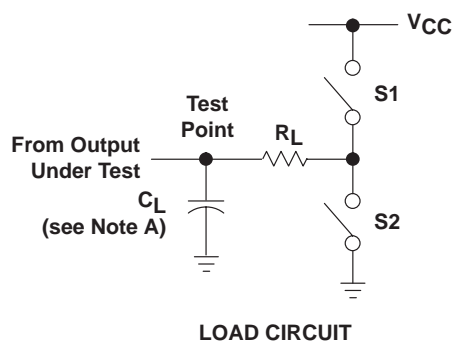 VCC
S1
Test
Point
RL
From Output
Under Test
CL
(see Note A)
S2
LOAD CIRCUIT